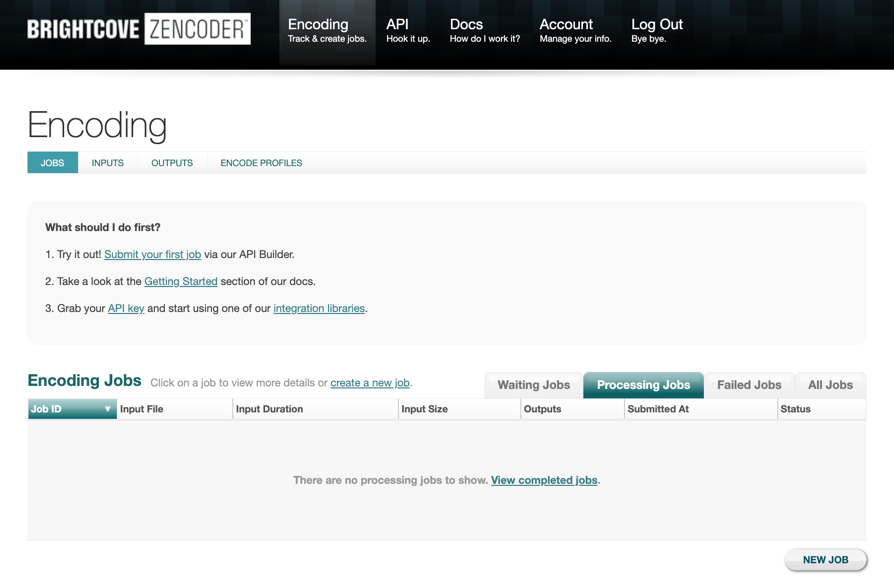 BRIGHTCOVE ZENCODER™
Encoding
Track & create jobs.
API
Hook it up.
Docs
How do I work it?
Account
Manage your info.
Log Out
Bye bye.
Encoding
JOBS INPUTS OUTPUTS ENCODE PROFILES
What should I do first?
1. Try it out! Submit your first job via our API Builder.
2. Take a look at the Getting Started section of our docs.
3. Grab your API key and start using one of our integration libraries.
Encoding Jobs Click on a job to view more details or create a new job.
Waiting Jobs Processing Jobs Failed Jobs All Jobs
Job ID ▼ Input File Input Duration Input Size Outputs Submitted At Status
There are no processing jobs to show. View completed jobs.
NEW JOB